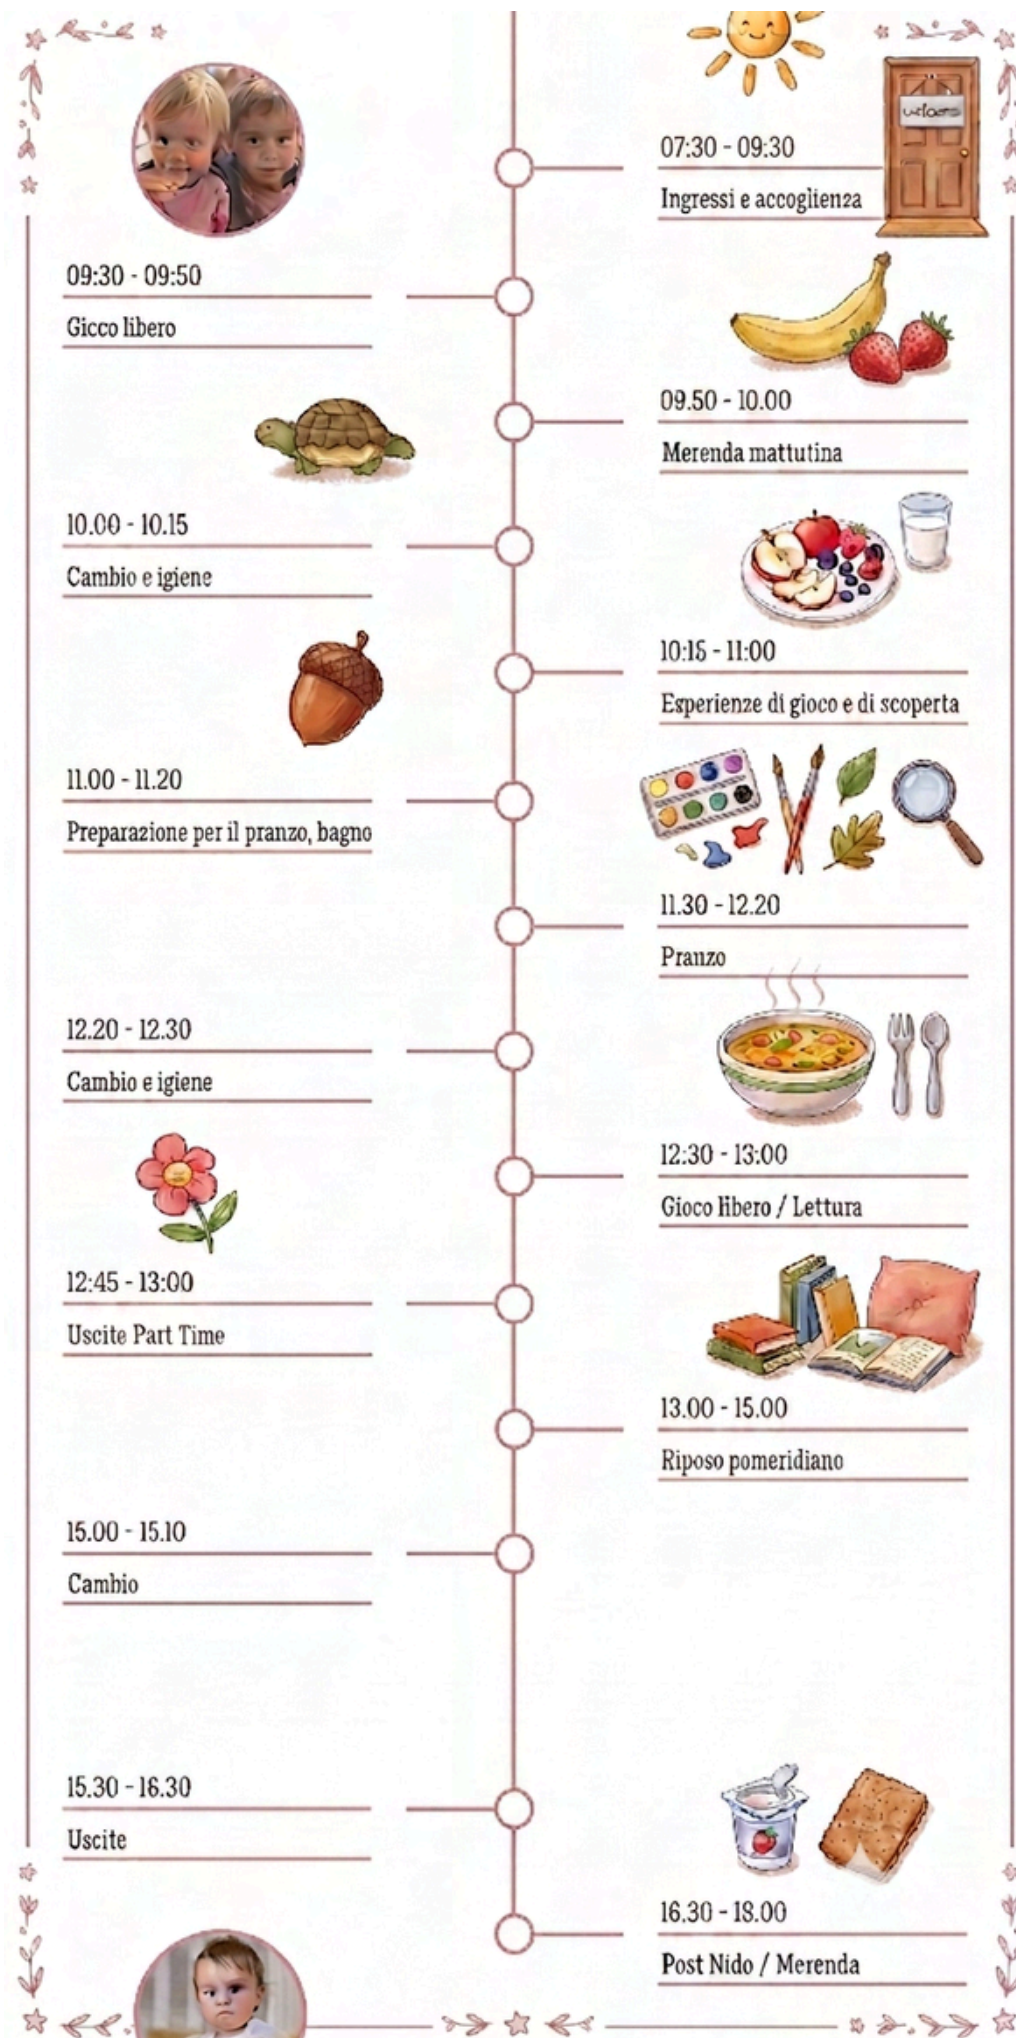 07:30 - 09:30
Ingressi e accoglienza
09:30 - 09:50
Gicco libero
09.50 - 10.00
Merenda mattutina
10.00 - 10.15
Cambio e igiene
10:15 - 11:00
Esperienze di gioco e di scoperta
11.00 - 11.20
Preparazione per il pranzo, bagno
11.30 - 12.20
Pranzo
12.20 - 12.30
Cambio e igiene
12:30 - 13:00
Gioco libero / Lettura
12:45 - 13:00
Uscite Part Time
13.00 - 15.00
Riposo pomeridiano
15.00 - 15.10
Cambio
15.30 - 16.30
Uscite
16.30 - 18.00
Post Nido / Merenda